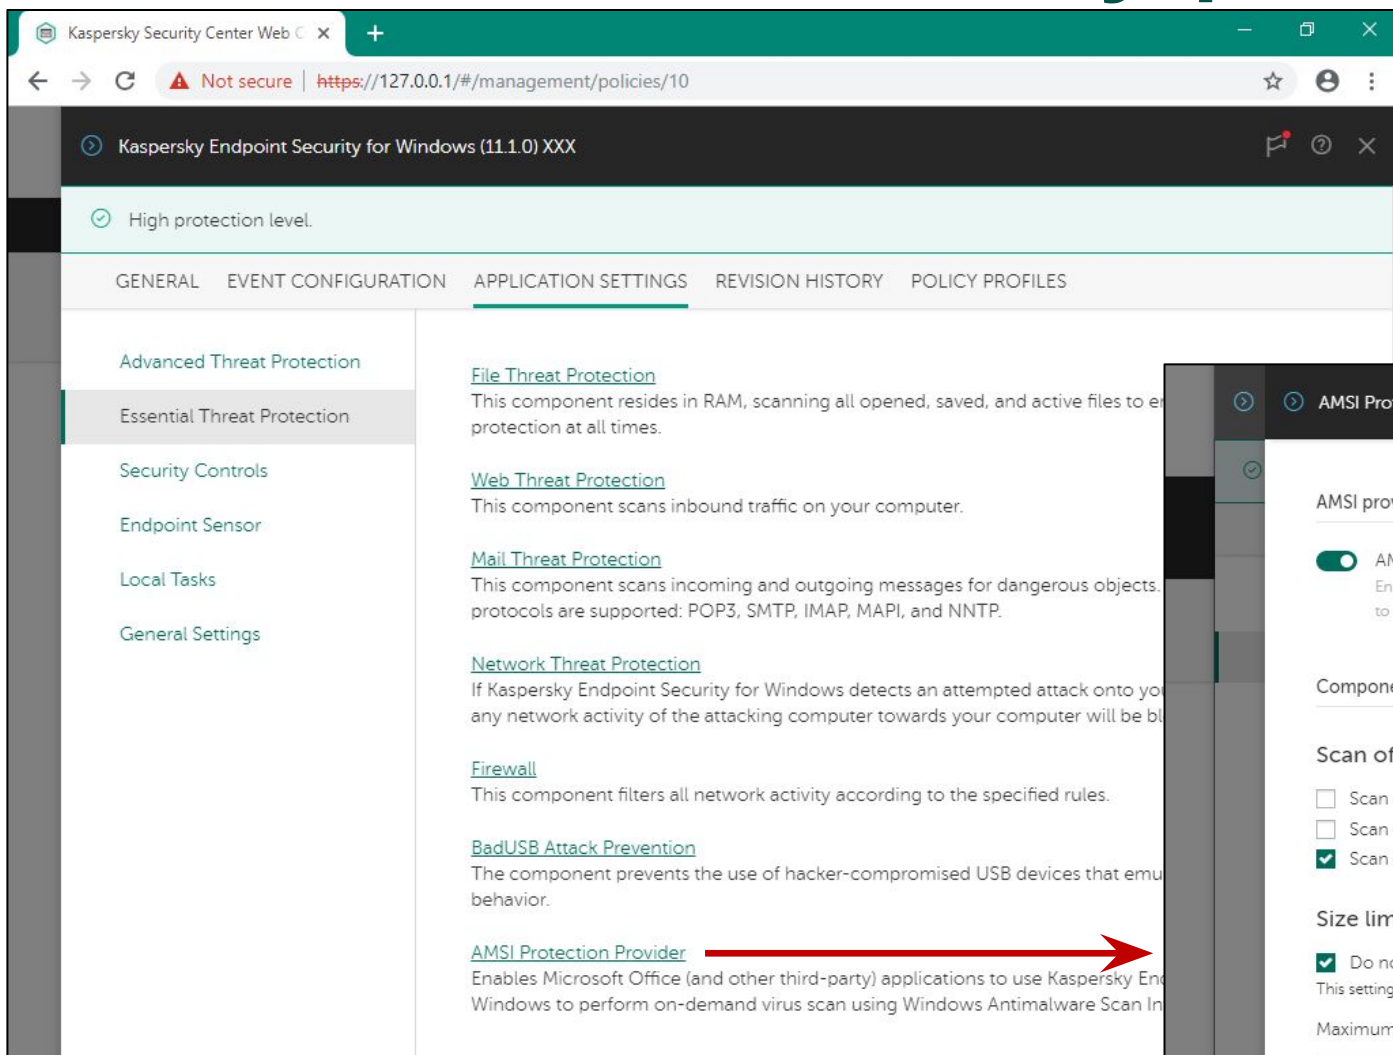 Kaspersky Security Center Web C
Not secure | https://127.0.0.1/#/management/policies/10
Kaspersky Endpoint Security for Windows (11.1.0) XXX
High protection level.
GENERAL EVENT CONFIGURATION APPLICATION SETTINGS REVISION HISTORY POLICY PROFILES
Advanced Threat Protection
Essential Threat Protection
Security Controls
Endpoint Sensor
Local Tasks
General Settings
File Threat Protection
This component resides in RAM, scanning all opened, saved, and active files to
protection at all times.
Web Threat Protection
This component scans inbound traffic on your computer.
Mail Threat Protection
This component scans incoming and outgoing messages for dangerous objects.
protocols are supported: POP3, SMTP, IMAP, MAPI, and NNTP.
Network Threat Protection
If Kaspersky Endpoint Security for Windows detects an attempted attack onto
any network activity of the attacking computer towards your computer will be
Firewall
This component filters all network activity according to the specified rules.
BadUSB Attack Prevention
The component prevents the use of hacker-compromised USB devices that
behavior.
AMSI Protection Provider
Enables Microsoft Office (and other third-party) applications to use Kaspersky
Windows to perform on-demand virus scan using Windows Antimalware Scan
AMSI
AMSI
to
Scan of
Scan
Scan
Scan
Size
Do
This setting
Maximum